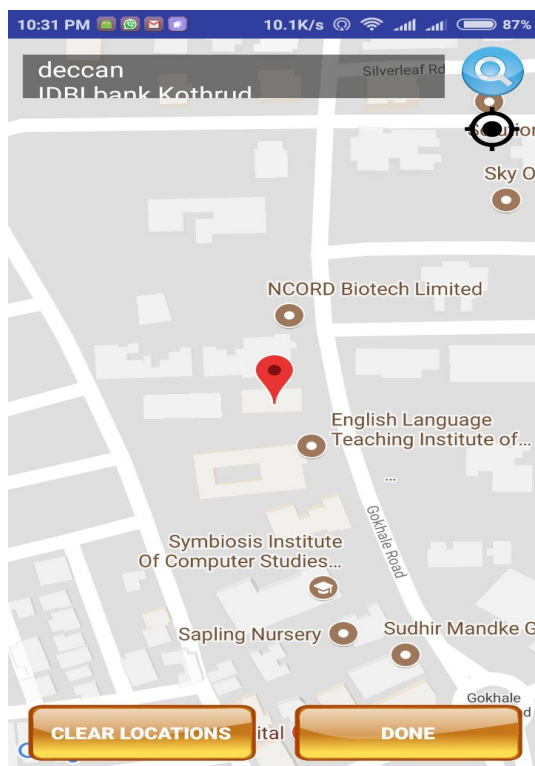 10:31 PM
10.1K/s
87%
deccan
IDBI bank Kothrud
Silverleaf Rd
Sky O
NCORD Biotech Limited
English Language
Teaching Institute of...
...
Gokhale Road
Symbiosis Institute
Of Computer Studies...
Sapling Nursery
Sudhir Mandke G
Gokhale
CLEAR LOCATIONS
ital
DONE